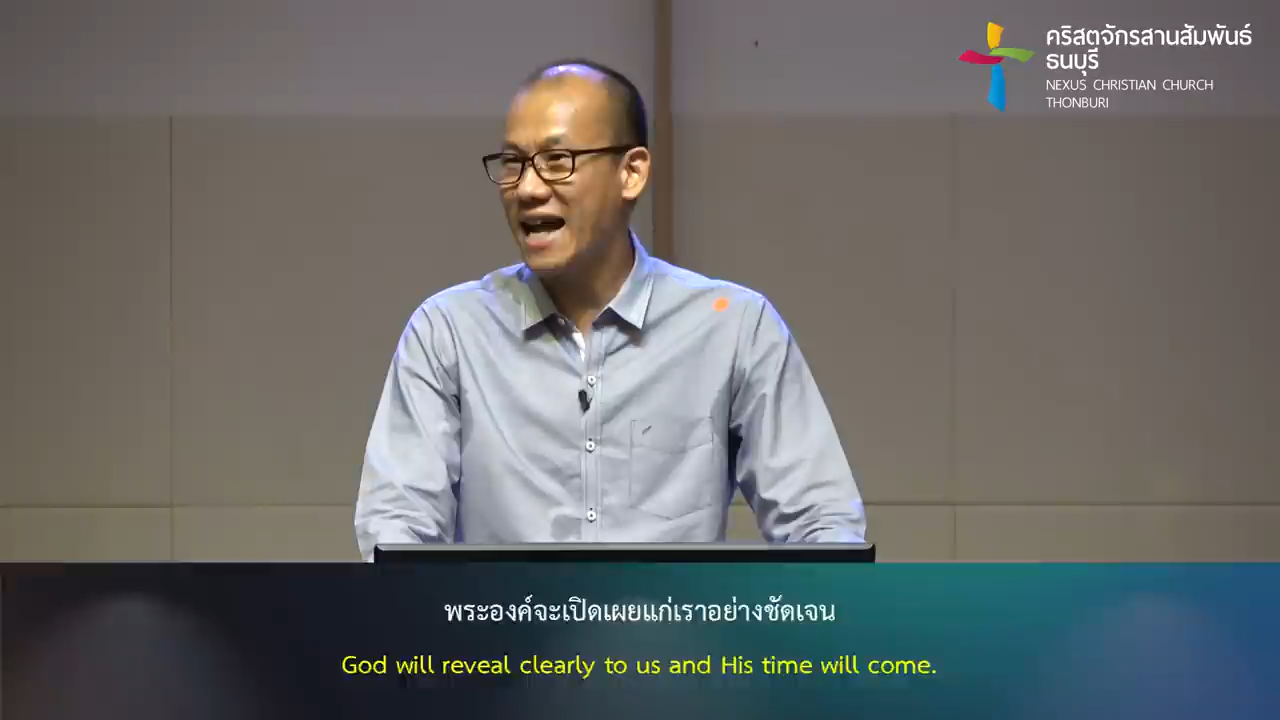 คริสตจักรสานสัมพันธ์
ธนบุรี
NEXUS CHRISTIAN CHURCH
THONBURI
พระองค์จะเปิดเผยแก่เราอย่างชัดเจน
God will reveal clearly to us and His time will come.